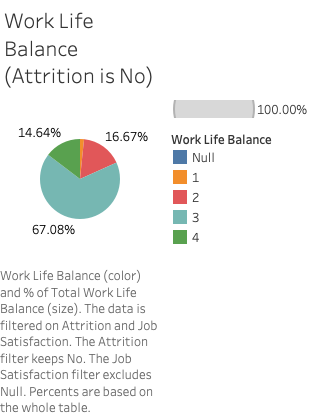 Work Life
Balance
(Attrition is No)
100.00%
14.64%
16.67%
67.08%
Work Life Balance
Null
1
2
3
4
Work Life Balance (color)
and % of Total Work Life
Balance (size). The data is
filtered on Attrition and Job
Satisfaction. The Attrition
filter keeps No. The Job
Satisfaction filter excludes
Null. Percents are based on
the whole table.